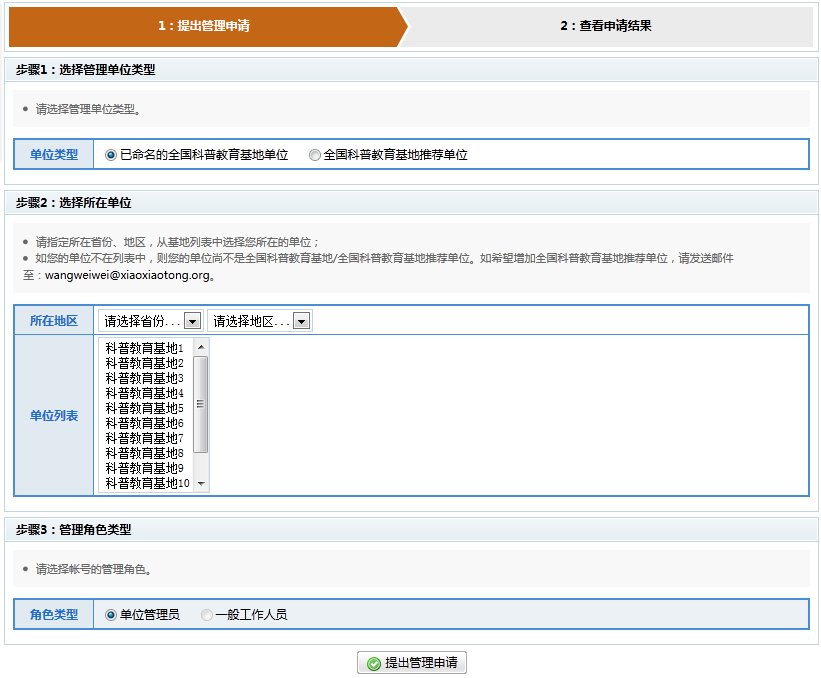 1：提出管理申请
2：查看申请结果
步骤1：选择管理单位类型
请选择管理单位类型。
单位类型 已命名的全国科普教育基地单位 全国科普教育基地推荐单位
步骤2：选择所在单位
请指定所在省份、地区，从基地列表中选择您所在的单位；
如您的单位不在列表中，则您的单位尚不是全国科普教育基地/全国科普教育基地推荐单位。如希望增加全国科普教育基地推荐单位，请发送邮件
至：wangweiwei@xiaoxiaotong.org。
所在地区 请选择省份... 请选择地区...
单位列表
科普教育基地1
科普教育基地2
科普教育基地3
科普教育基地4
科普教育基地5
科普教育基地6
科普教育基地7
科普教育基地8
科普教育基地9
科普教育基地10
步骤3：管理角色类型
请选择帐号的管理角色。
角色类型 单位管理员 一般工作人员
提出管理申请